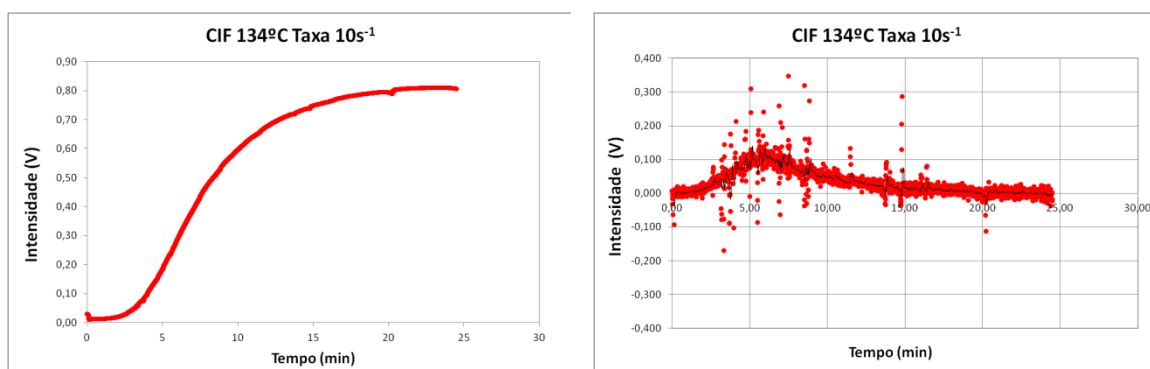 CIF 134ºC Taxa 10s⁻¹
0,90
0,80
0,70
0,60
0,50
0,40
0,30
0,20
0,10
0,00
Intensidade (V)
0 5 10 15 20 25 30
Tempo (min)
CIF 134ºC Taxa 10s⁻¹
0,400
0,300
0,200
0,100
0,000
-0,100
-0,200
-0,300
-0,400
Intensidade (V)
0,00 5,00 10,00 15,00 20,00 25,00 30,00
Tempo (min)